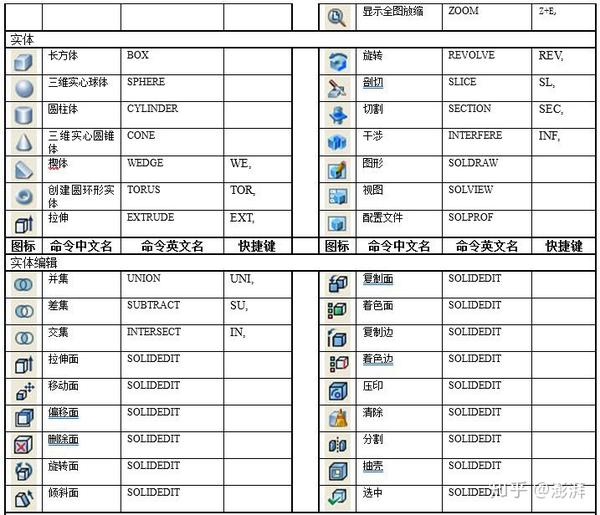 显示全图放缩 ZOOM Z+E,
实体
长方体 BOX 旋转 REVOLVE REV,
三维实心球体 SPHERE 剖切 SLICE SL,
圆柱体 CYLINDER 切割 SECTION SEC,
三维实心圆锥体 CONE 干涉 INTERFERE INF,
楔体 WEDGE WE, 图形 SOLDRAW
创建圆环形实体 TORUS TOR, 视图 SOLVIEW
拉伸 EXTRUDE EXT, 配置文件 SOLPROF
图标 命令中文名 命令英文名 快捷键 图标 命令中文名 命令英文名 快捷键
实体编辑
并集 UNION UNI, 复制面 SOLIDEDIT
差集 SUBTRACT SU, 着色面 SOLIDEDIT
交集 INTERSECT IN, 复制边 SOLIDEDIT
拉伸面 SOLIDEDIT 着色边 SOLIDEDIT
移动面 SOLIDEDIT 压印 SOLIDEDIT
偏移面 SOLIDEDIT 清除 SOLIDEDIT
删除面 SOLIDEDIT 分割 SOLIDEDIT
旋转面 SOLIDEDIT 抽壳 SOLIDEDIT
倾斜面 SOLIDEDIT 选中 SOLIDEDIT
知乎 @澎湃